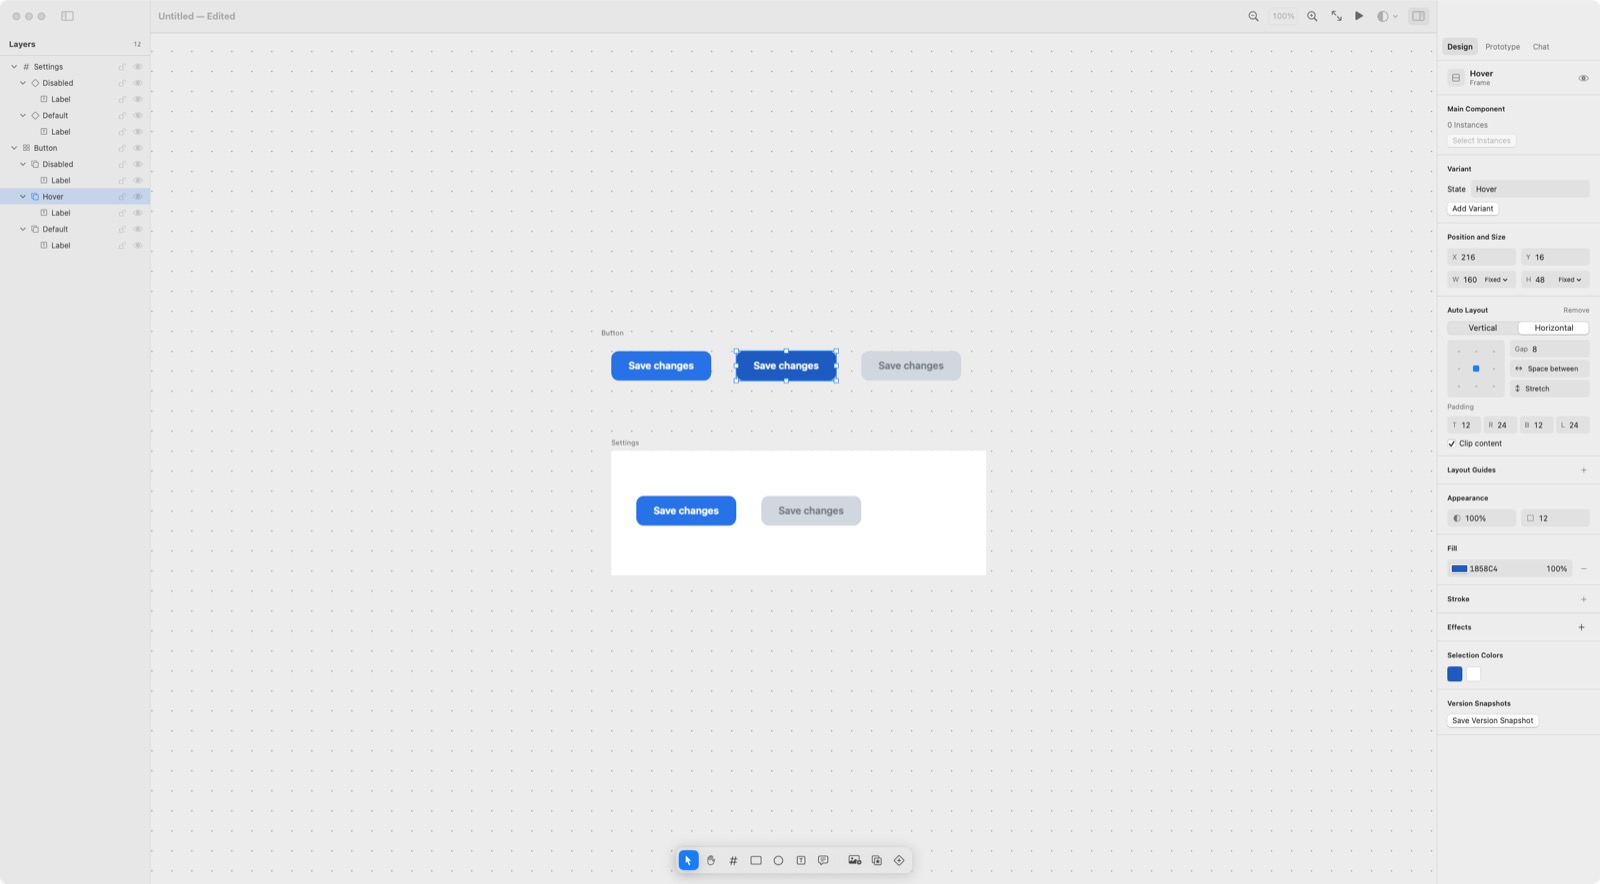 Untitled — Edited
100%
Layers
12
Settings
Disabled
Label
Default
Label
Button
Disabled
Label
Hover
Label
Default
Label
Button
Save changes
Save changes
Save changes
Settings
Save changes
Save changes
Design Prototype Chat
Hover
Frame
Main Component
0 Instances
Select Instances
Variant
State Hover
Add Variant
Position and Size
X 216 Y 16
W 160 Fixed H 48 Fixed
Auto Layout Remove
Vertical Horizontal
Gap 8
Space between
Stretch
Padding
T 12 R 24 B 12 L 24
Clip content
Layout Guides
Appearance
100% 12
Fill
1858C4 100%
Stroke
Effects
Selection Colors
Version Snapshots
Save Version Snapshot